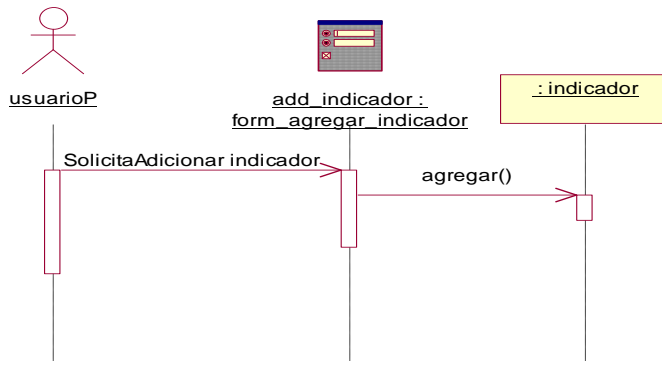 usuarioP
add_indicador :
form_agregar_indicador
: indicador
SolicitaAdicionar indicador
agregar()